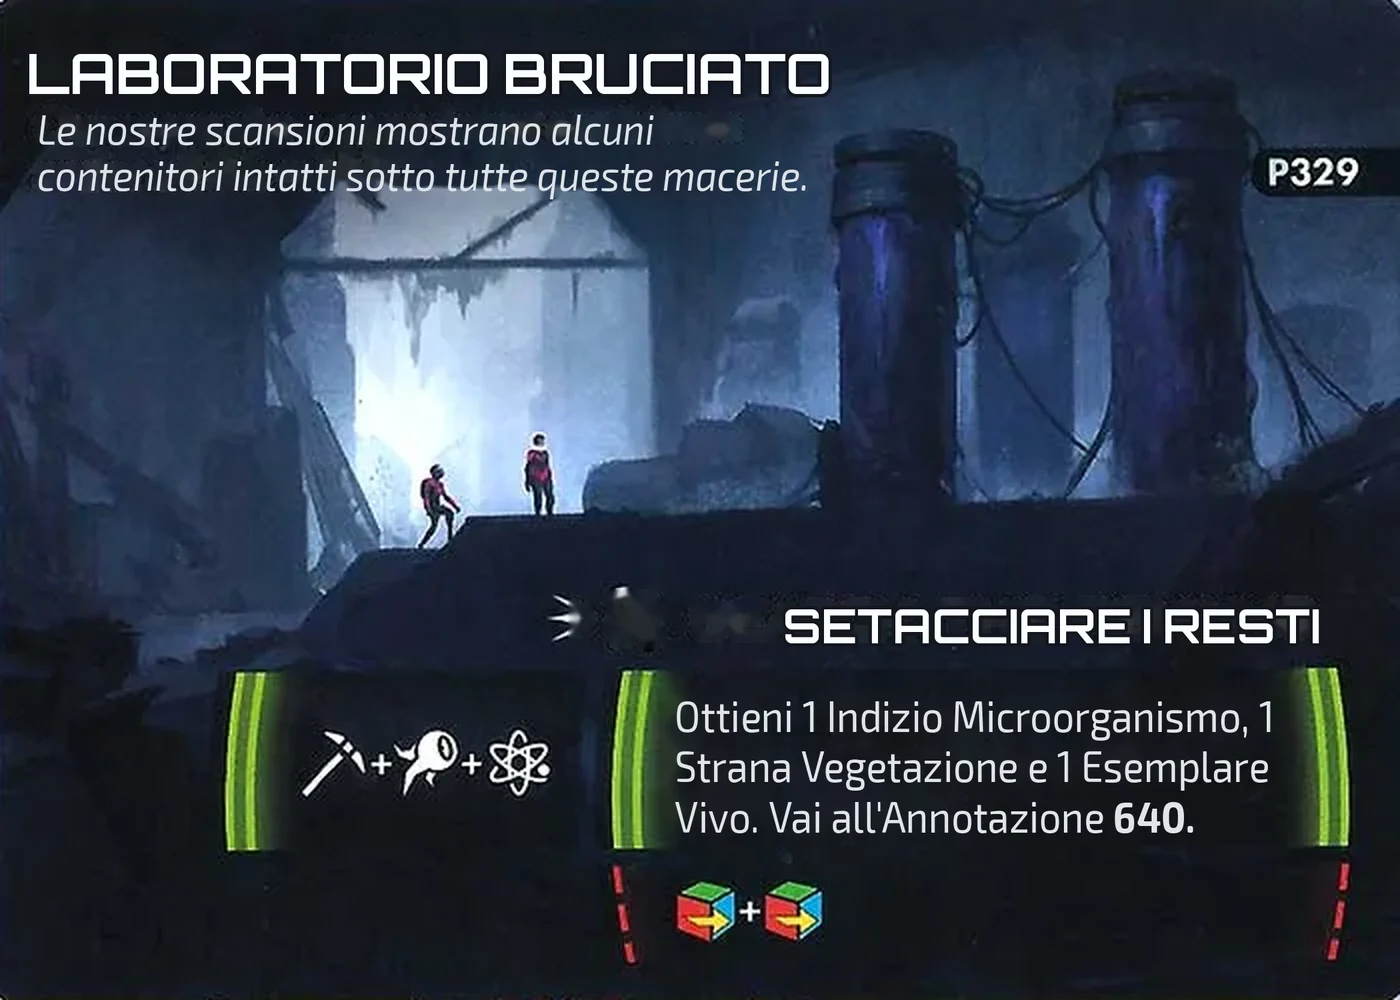 LABORATORIO BRUCIATO
Le nostre scansioni mostrano alcuni
contenitori intatti sotto tutte queste macerie.
P329
SETACCIARE I RESTI
+ +
Ottieni 1 Indizio Microorganismo, 1
Strana Vegetazione e 1 Esemplare
Vivo. Vai all'Annotazione 640.
+